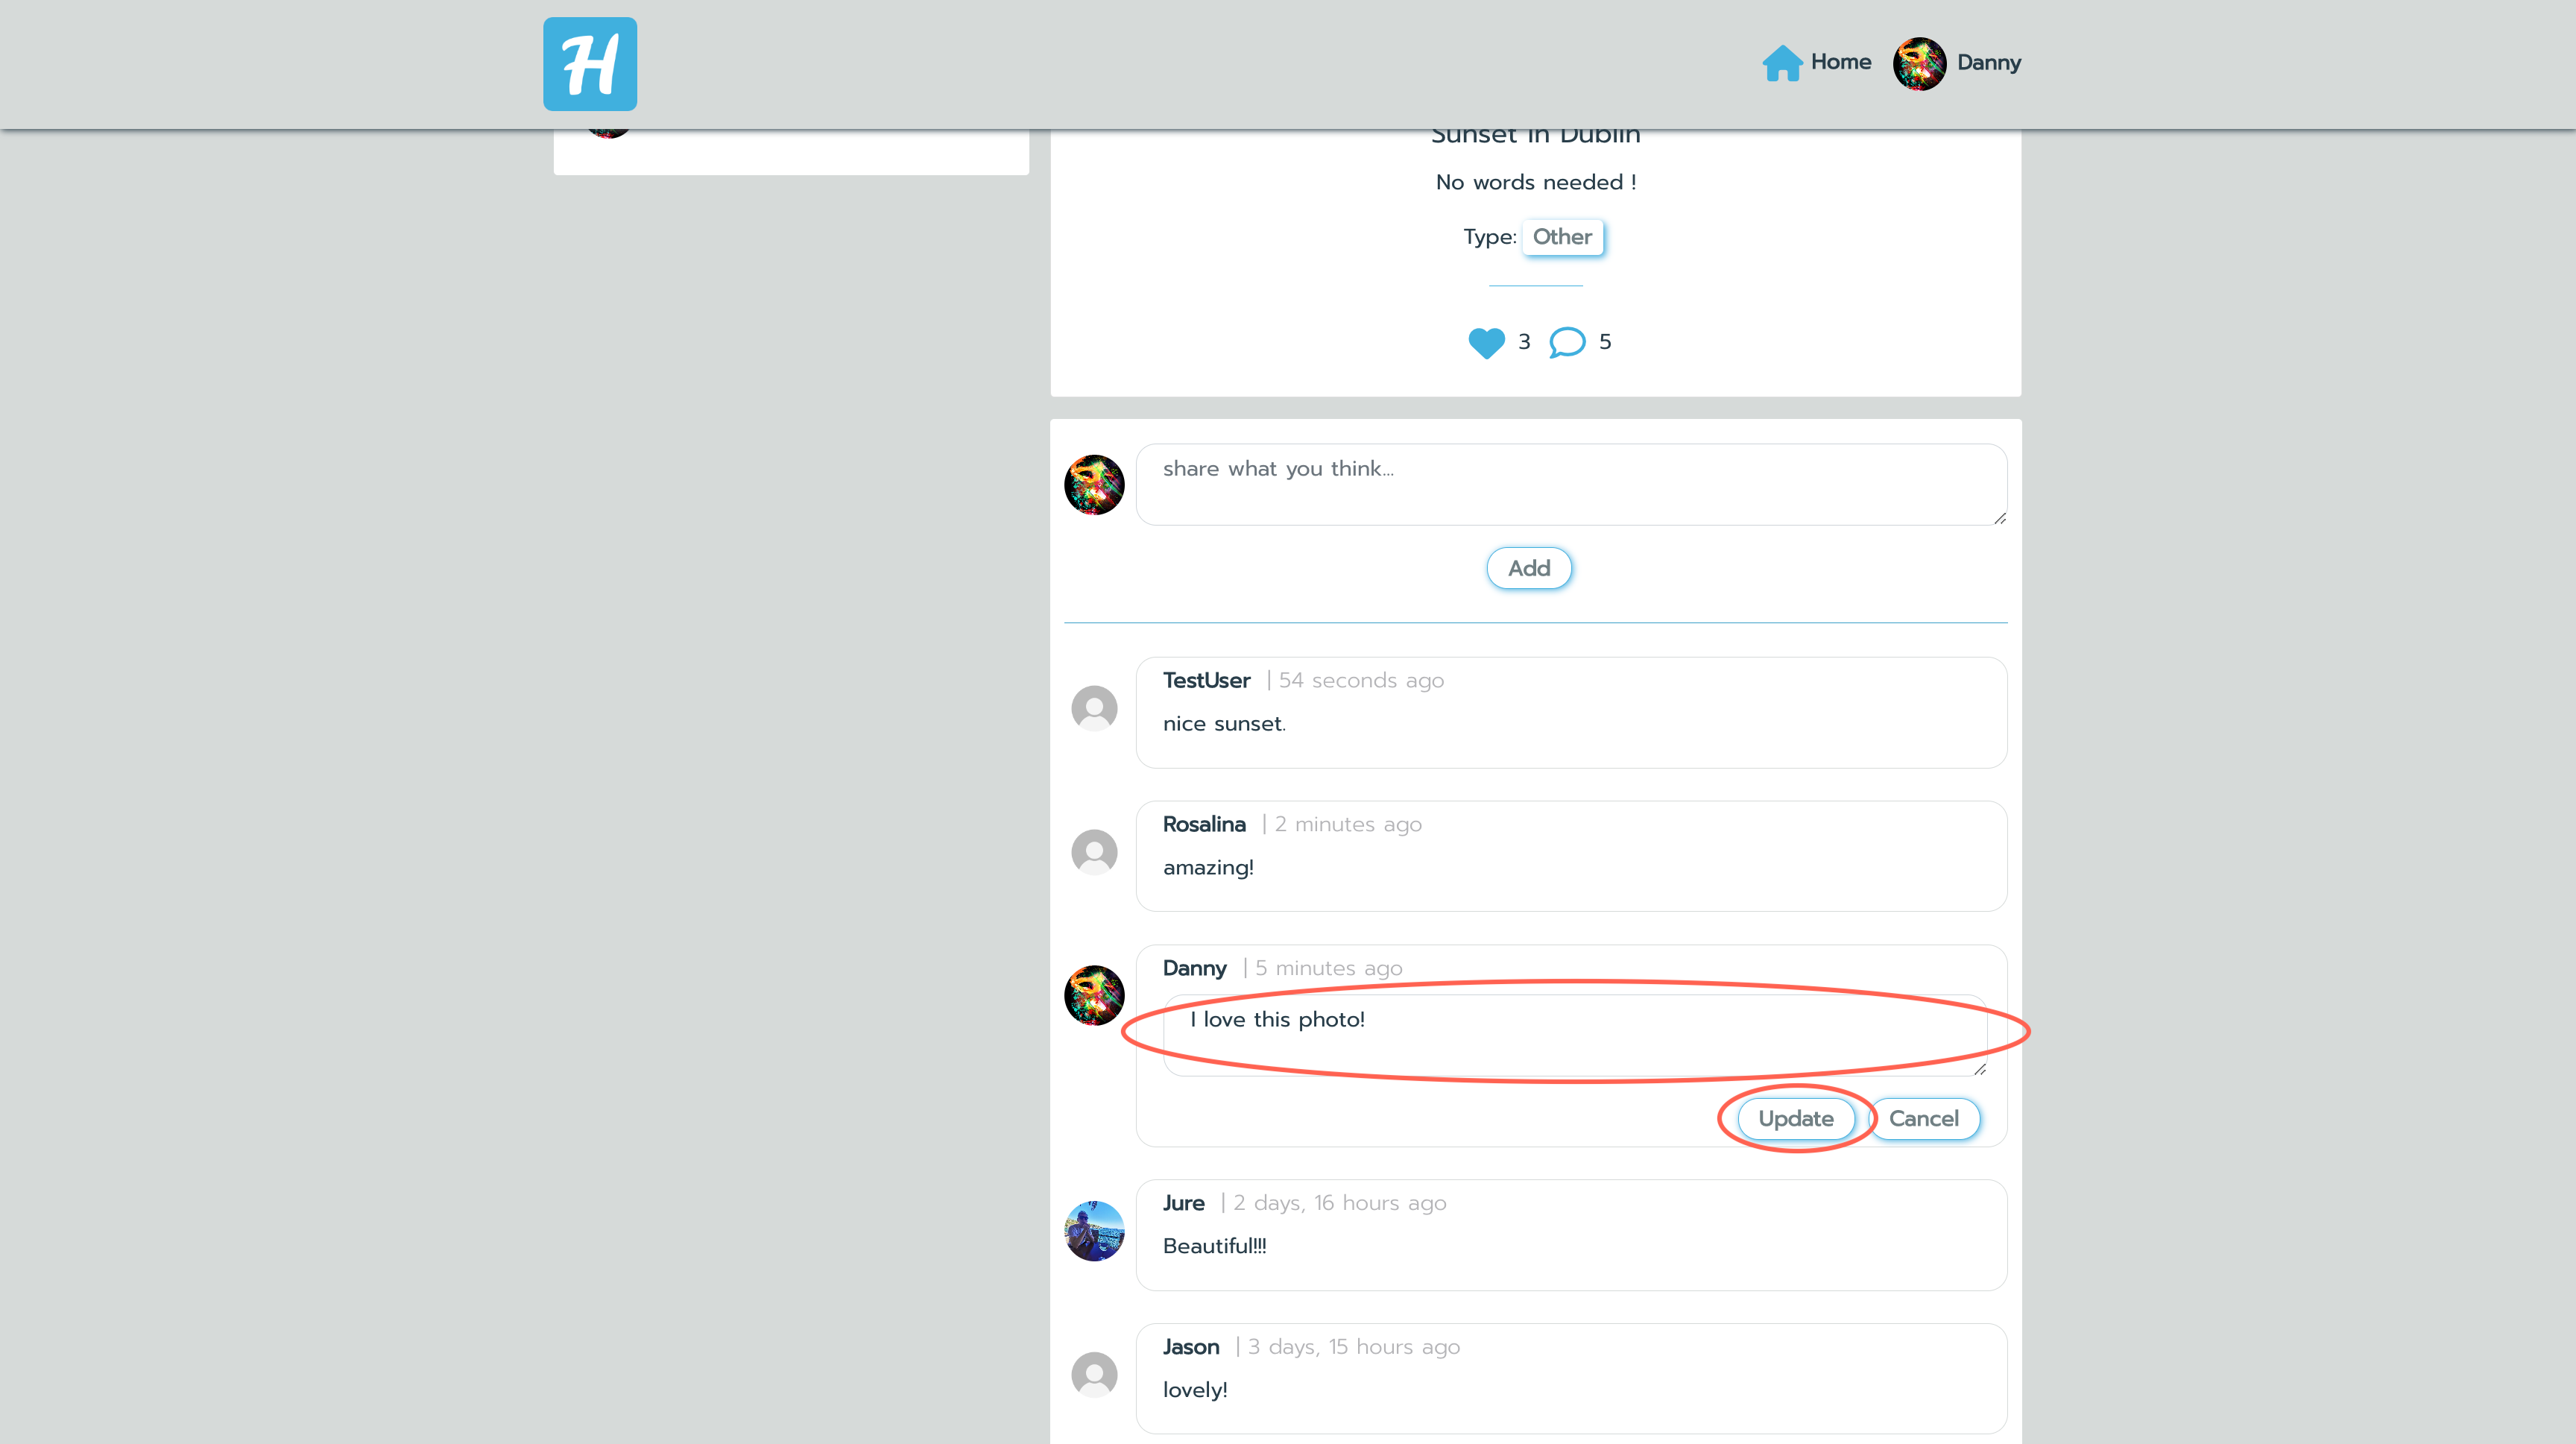 H
Home
Danny
Sunset in Dublin
No words needed !
Type: Other
3 5
share what you think...
Add
TestUser | 54 seconds ago
nice sunset.
Rosalina | 2 minutes ago
amazing!
Danny | 5 minutes ago
I love this photo!
Update Cancel
Jure | 2 days, 16 hours ago
Beautiful!!!
Jason | 3 days, 15 hours ago
lovely!